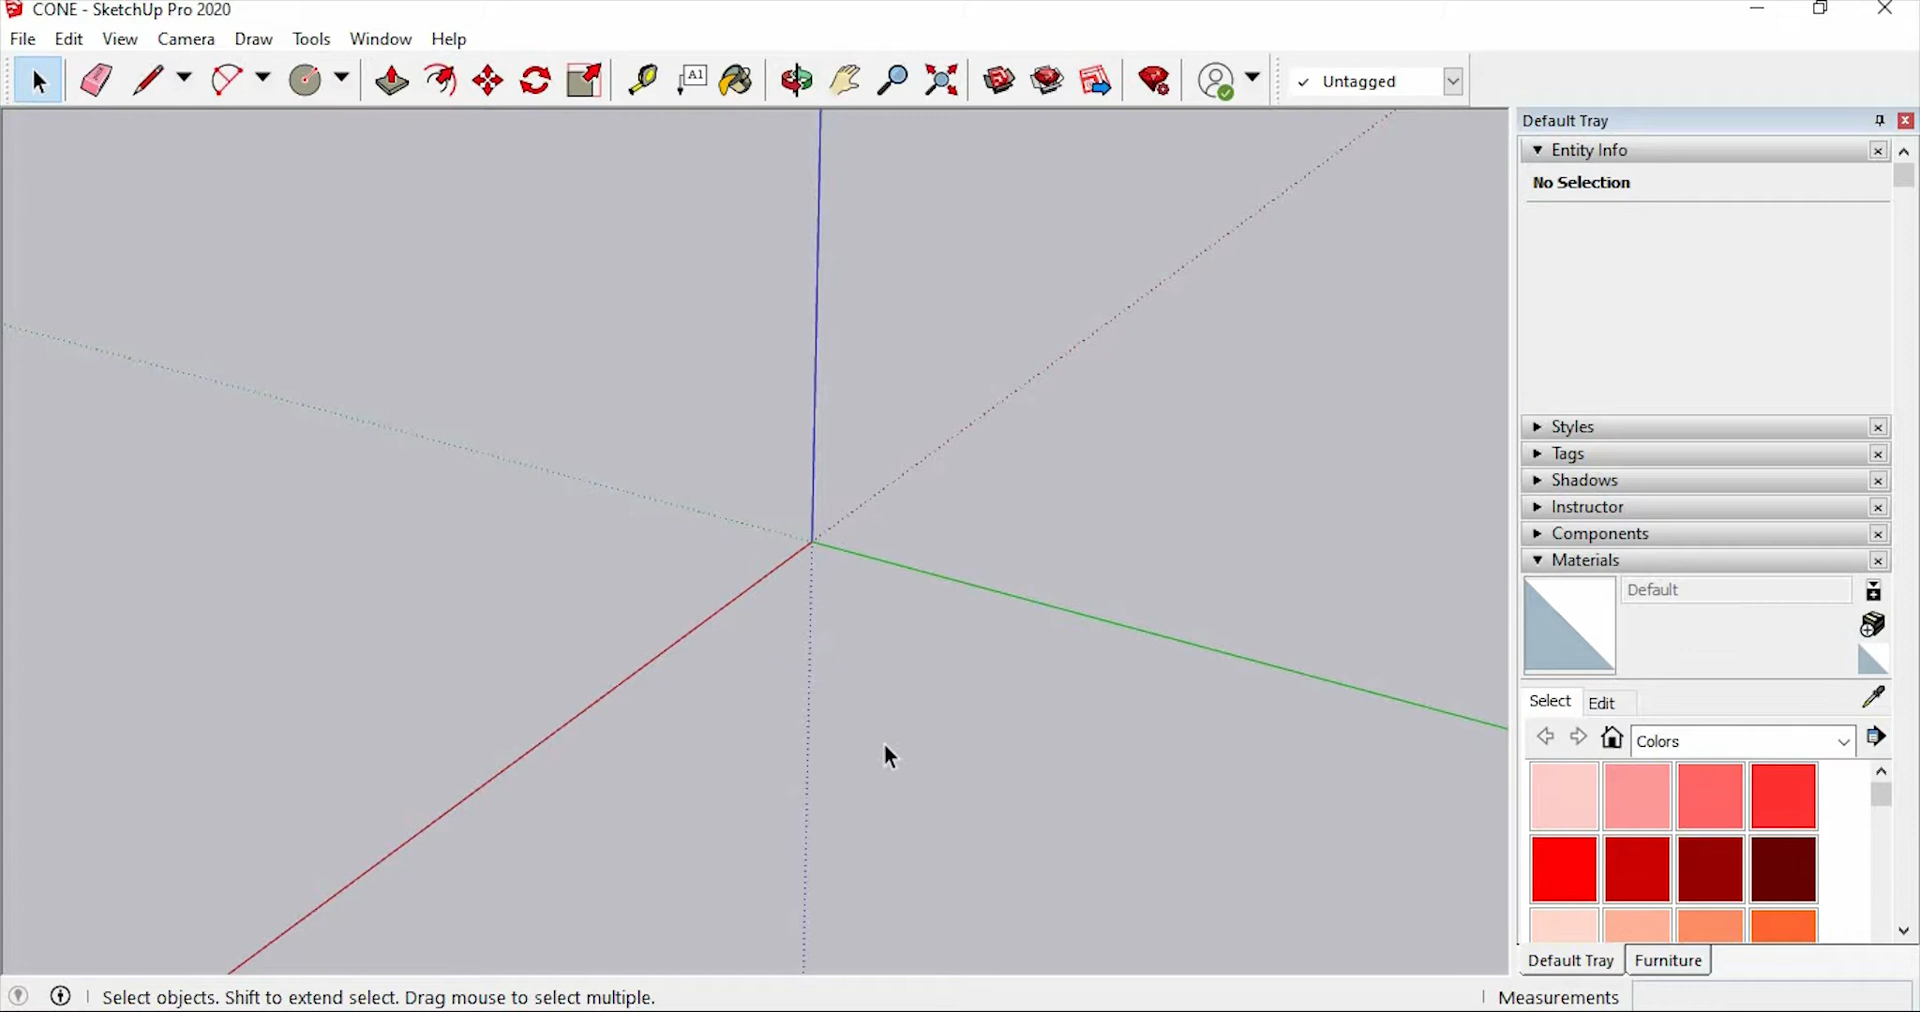 CONE - SketchUp Pro 2020
File Edit View Camera Draw Tools Window Help
A1
Untagged
Default Tray
Entity Info
No Selection
Styles
Tags
Shadows
Instructor
Components
Materials
Default
Select Edit
Colors
Default Tray Furniture
Select objects. Shift to extend select. Drag mouse to select multiple.
Measurements